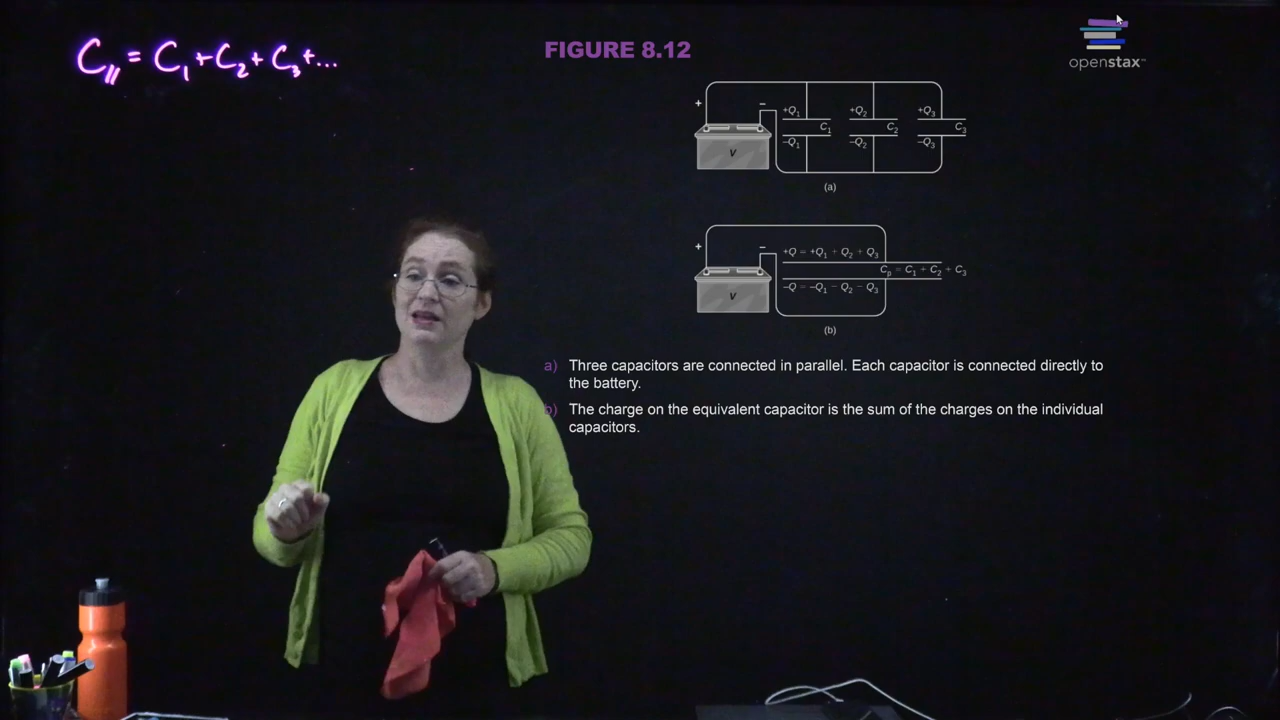 C// = C1 + C2 + C3 + ...
FIGURE 8.12
openstax™
+ − +Q1 +Q2 +Q3
C1 C2 C3
V −Q1 −Q2 −Q3
(a)
+ − +Q = +Q1 + Q2 + Q3
Cp = C1 + C2 + C3
V −Q = −Q1 − Q2 − Q3
(b)
a) Three capacitors are connected in parallel. Each capacitor is connected directly to
the battery.
b) The charge on the equivalent capacitor is the sum of the charges on the individual
capacitors.